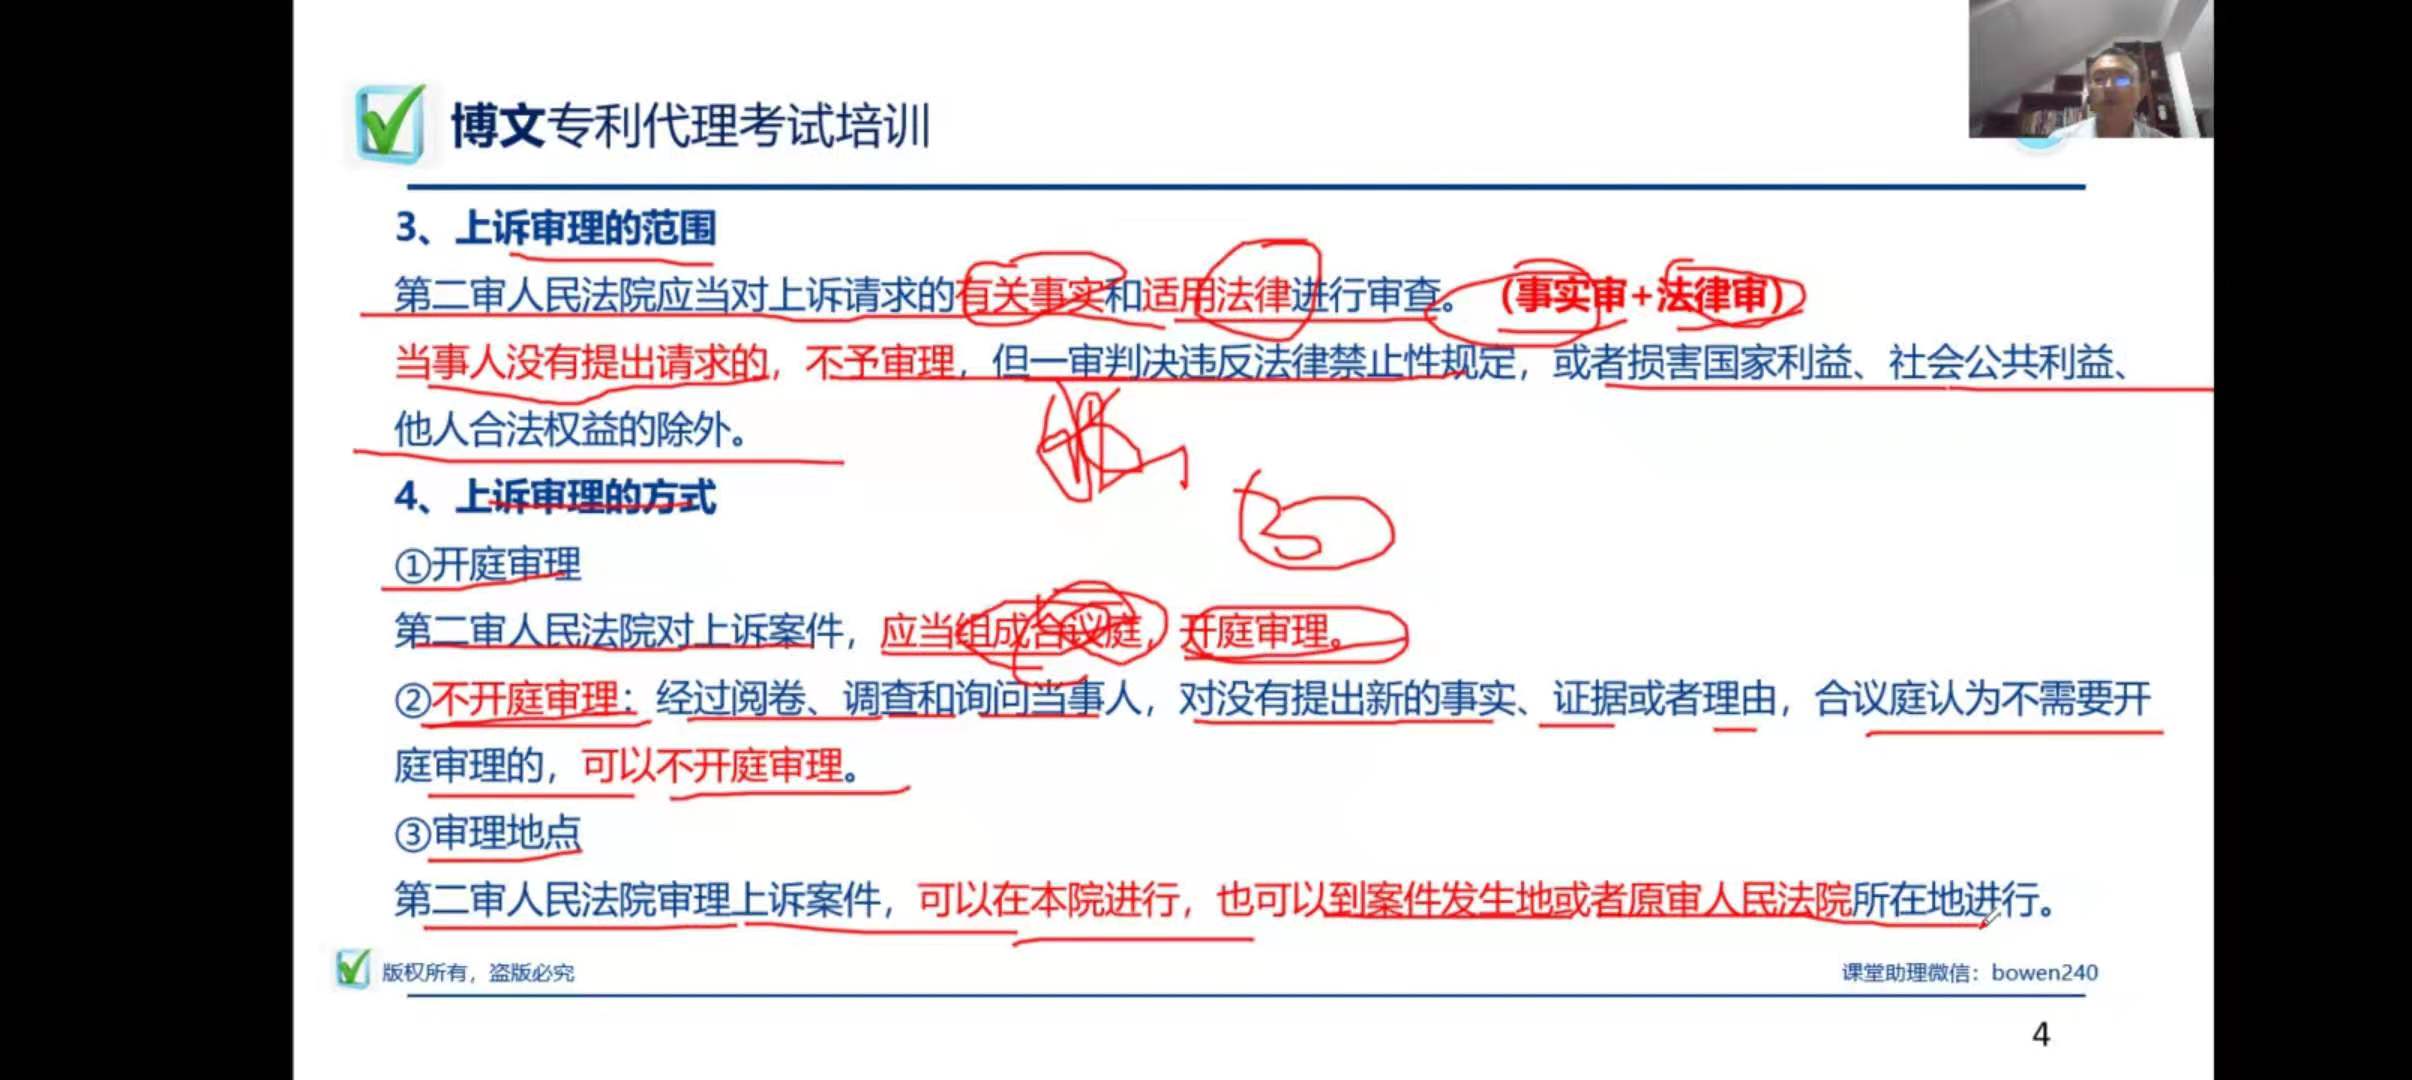 博文专利代理考试培训
3、上诉审理的范围
第二审人民法院应当对上诉请求的有关事实和适用法律进行审查。（事实审+法律审）
当事人没有提出请求的，不予审理，但一审判决违反法律禁止性规定，或者损害国家利益、社会公共利益、
他人合法权益的除外。
4、上诉审理的方式
①开庭审理
第二审人民法院对上诉案件，应当组成合议庭，开庭审理。
②不开庭审理：经过阅卷、调查和询问当事人，对没有提出新的事实、证据或者理由，合议庭认为不需要开
庭审理的，可以不开庭审理。
③审理地点
第二审人民法院审理上诉案件，可以在本院进行，也可以到案件发生地或者原审人民法院所在地进行。
版权所有，盗版必究
课堂助理微信：bowen240
4